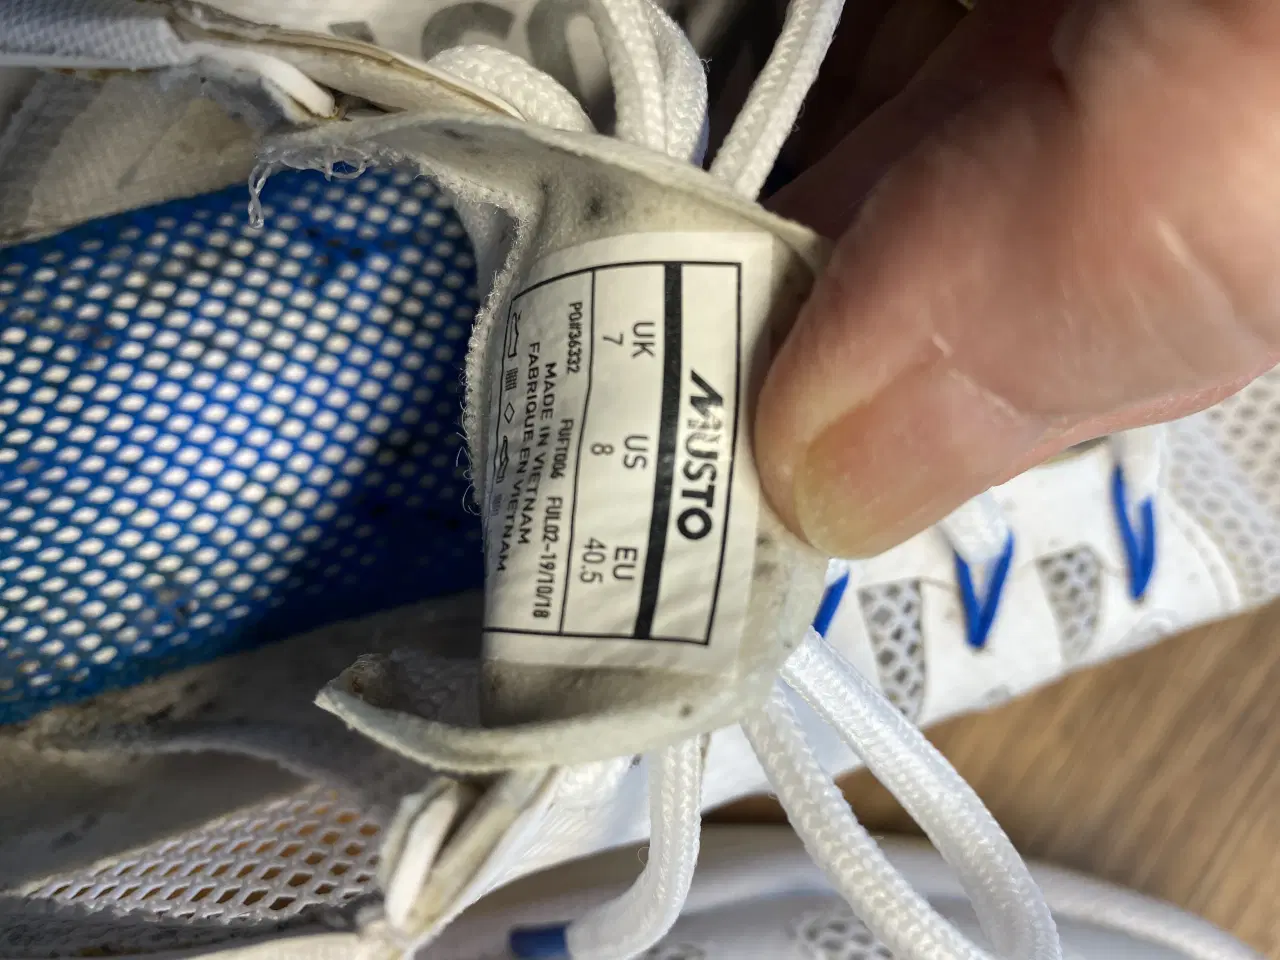 MUSTO
UK US EU
7 8 40.5
PO#36332 FUFT006 FUL02-19/10/18
MADE IN VIETNAM
FABRIQUE EN VIETNAM